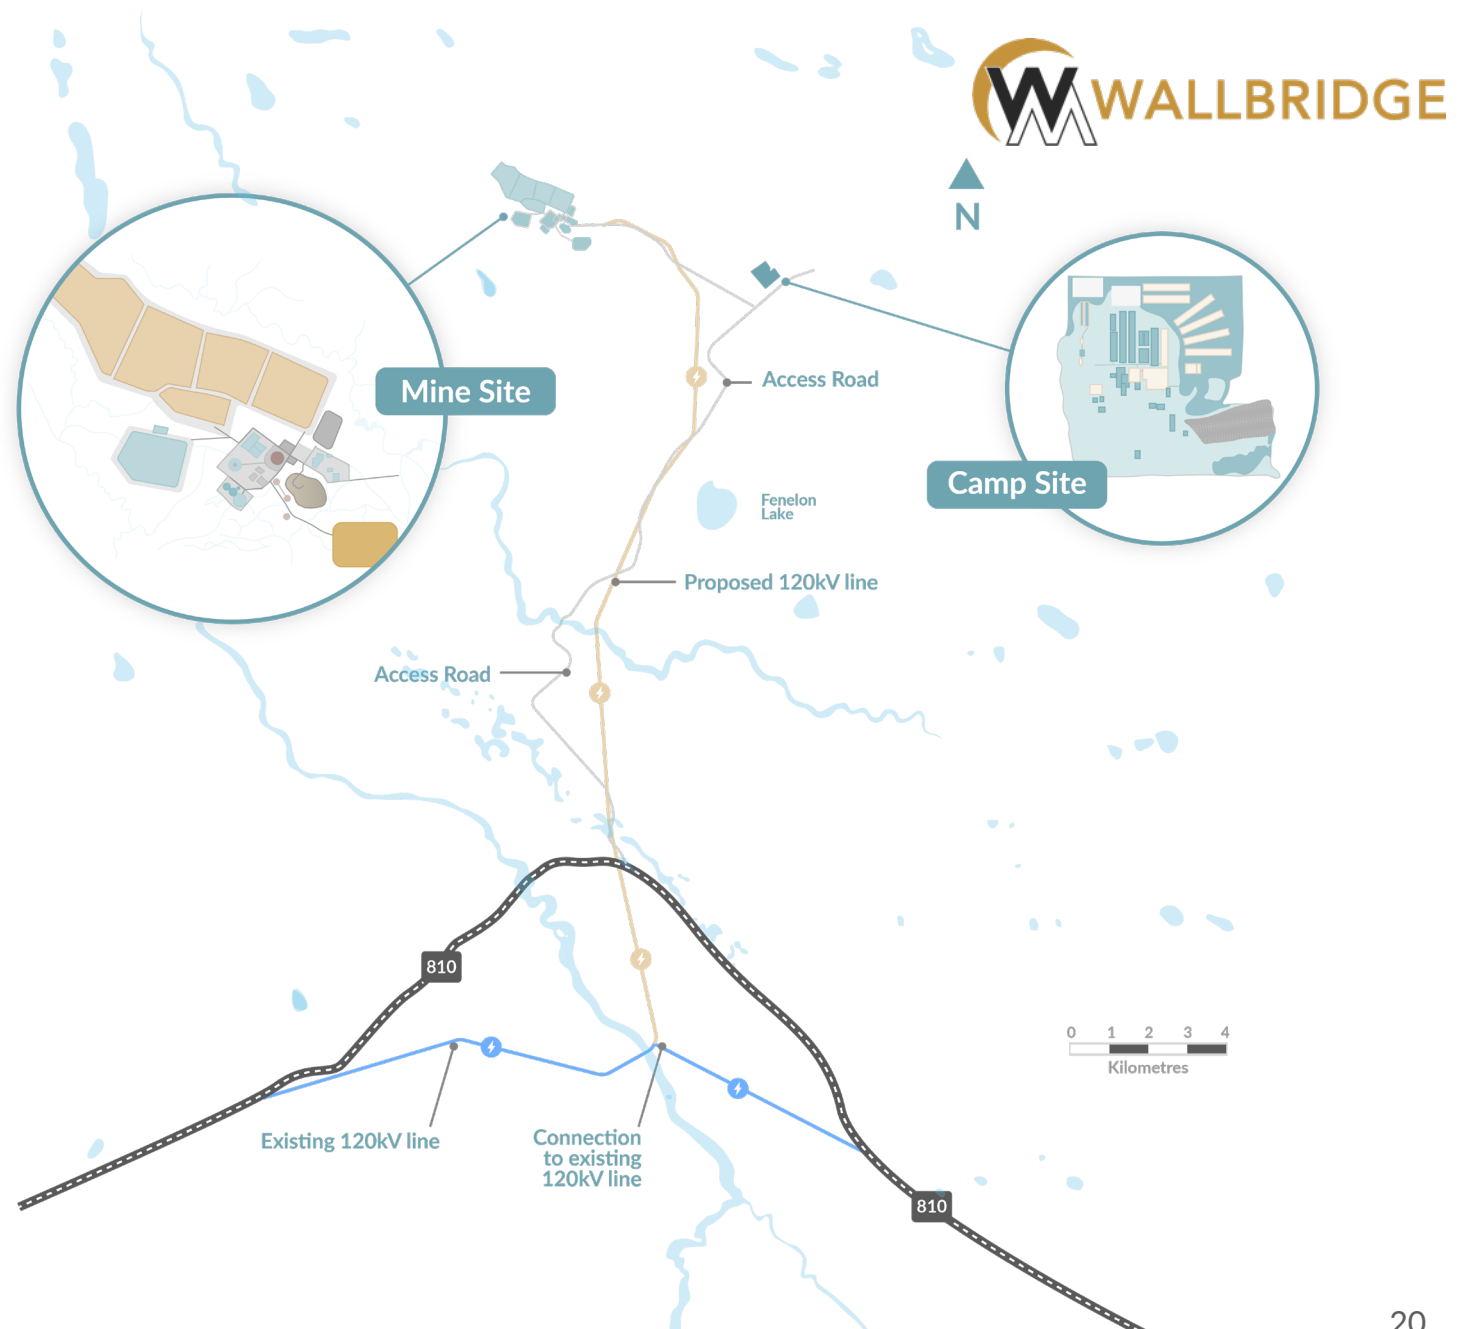 WALLBRIDGE
N
Mine Site
Access Road
Camp Site
Fenelon
Lake
Proposed 120kV line
Access Road
810
0 1 2 3 4
Kilometres
Existing 120kV line
Connection
to existing
120kV line
810
20